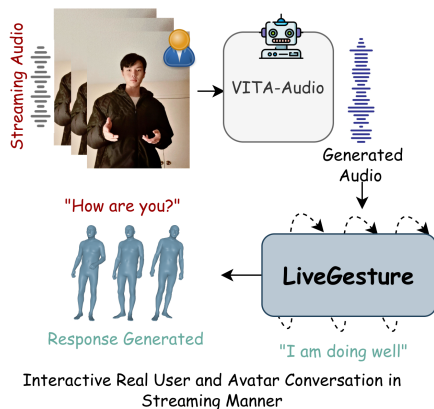 Streaming Audio
VITA-Audio
Generated
Audio
"How are you?"
LiveGesture
Response Generated
"I am doing well"
Interactive Real User and Avatar Conversation in
Streaming Manner